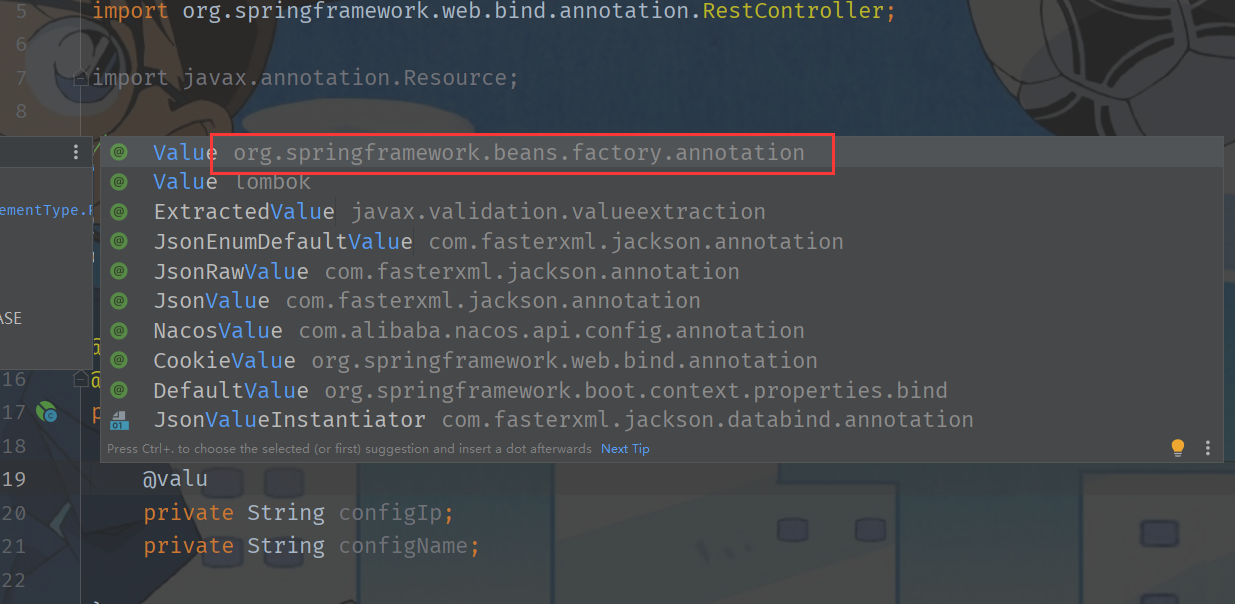 5 import org.springframework.web.bind.annotation.RestController;
6
7 import javax.annotation.Resource;
8
Value org.springframework.beans.factory.annotation
Value lombok
ementType.
ExtractedValue javax.validation.valueextraction
JsonEnumDefaultValue com.fasterxml.jackson.annotation
JsonRawValue com.fasterxml.jackson.annotation
JsonValue com.fasterxml.jackson.annotation
ASE
NacosValue com.alibaba.nacos.api.config.annotation
CookieValue org.springframework.web.bind.annotation
16 @
DefaultValue org.springframework.boot.context.properties.bind
17 p
JsonValueInstantiator com.fasterxml.jackson.databind.annotation
18
Press Ctrl+. to choose the selected (or first) suggestion and insert a dot afterwards Next Tip
19 @valu
20 private String configIp;
21 private String configName;
22